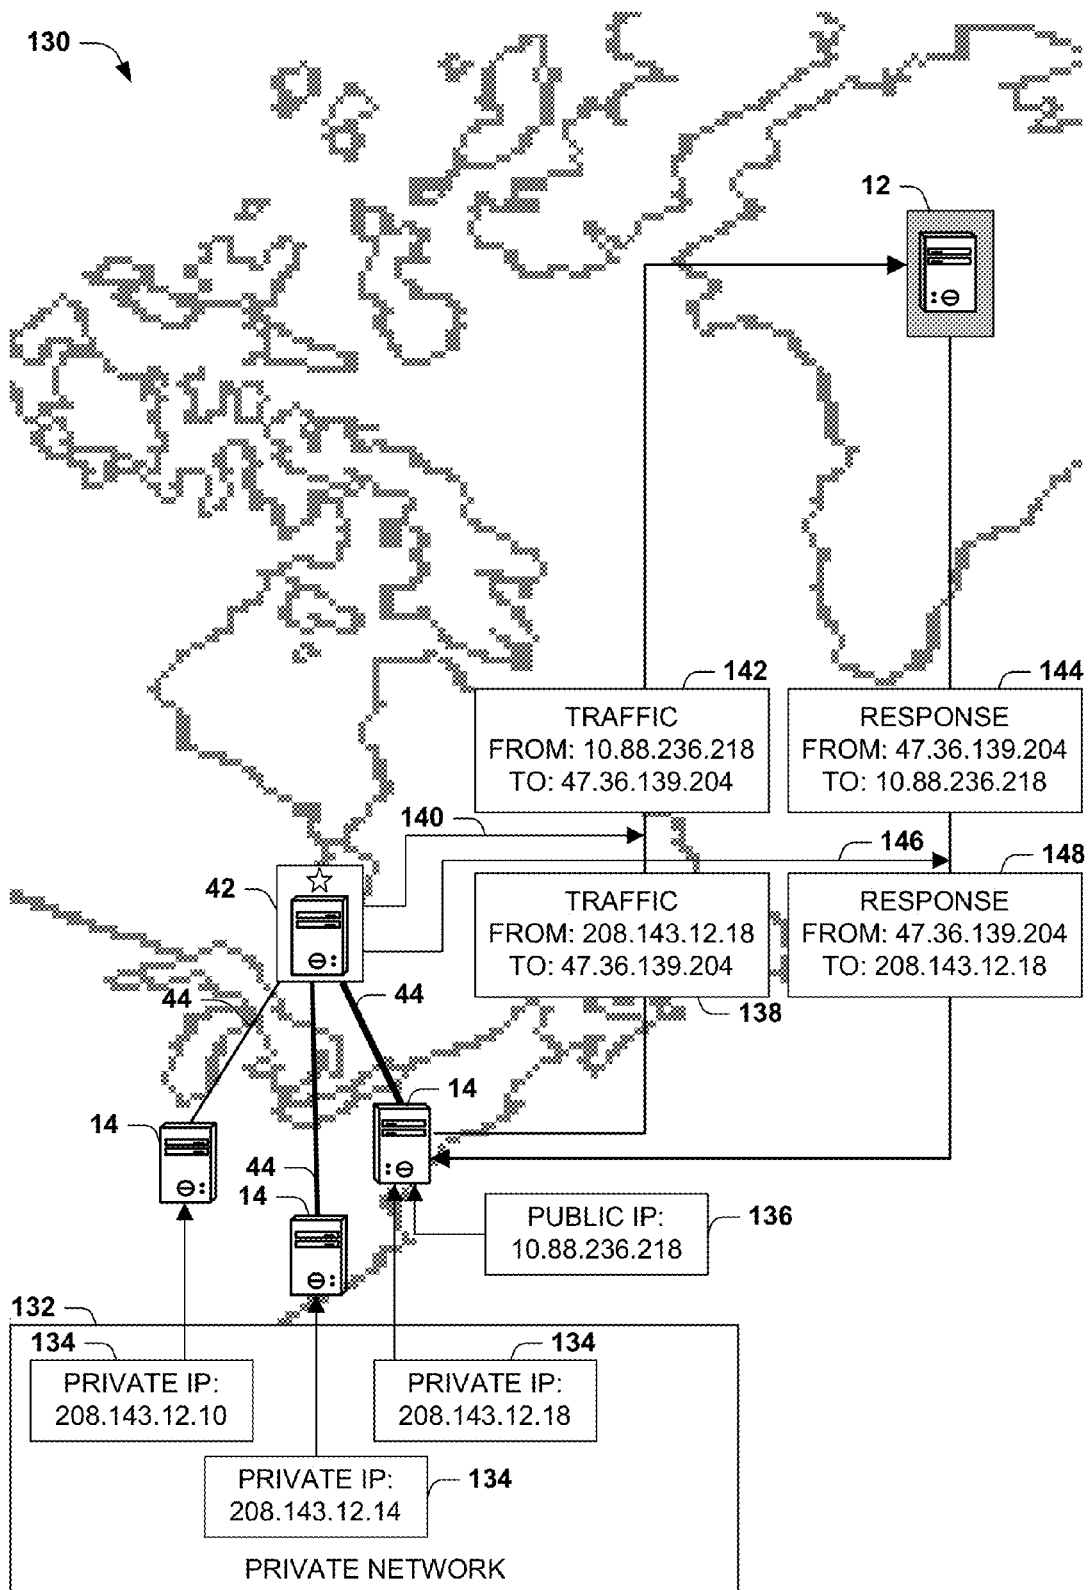 130
12
142
144
TRAFFIC
FROM: 10.88.236.218
TO: 47.36.139.204
RESPONSE
FROM: 47.36.139.204
TO: 10.88.236.218
140
146
148
42
TRAFFIC
FROM: 208.143.12.18
TO: 47.36.139.204
RESPONSE
FROM: 47.36.139.204
TO: 208.143.12.18
44
44
138
14
14
44
14
PUBLIC IP:
10.88.236.218
136
132
134
PRIVATE IP:
208.143.12.10
134
PRIVATE IP:
208.143.12.18
PRIVATE IP:
208.143.12.14
134
PRIVATE NETWORK